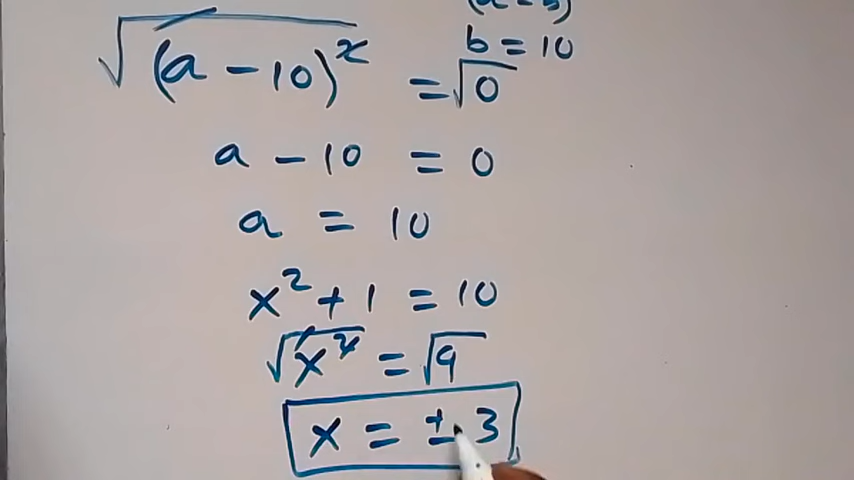 (a - b)
b = 10
√(a - 10)² = √0
a - 10 = 0
a = 10
x² + 1 = 10
√x² = √9
x = ± 3